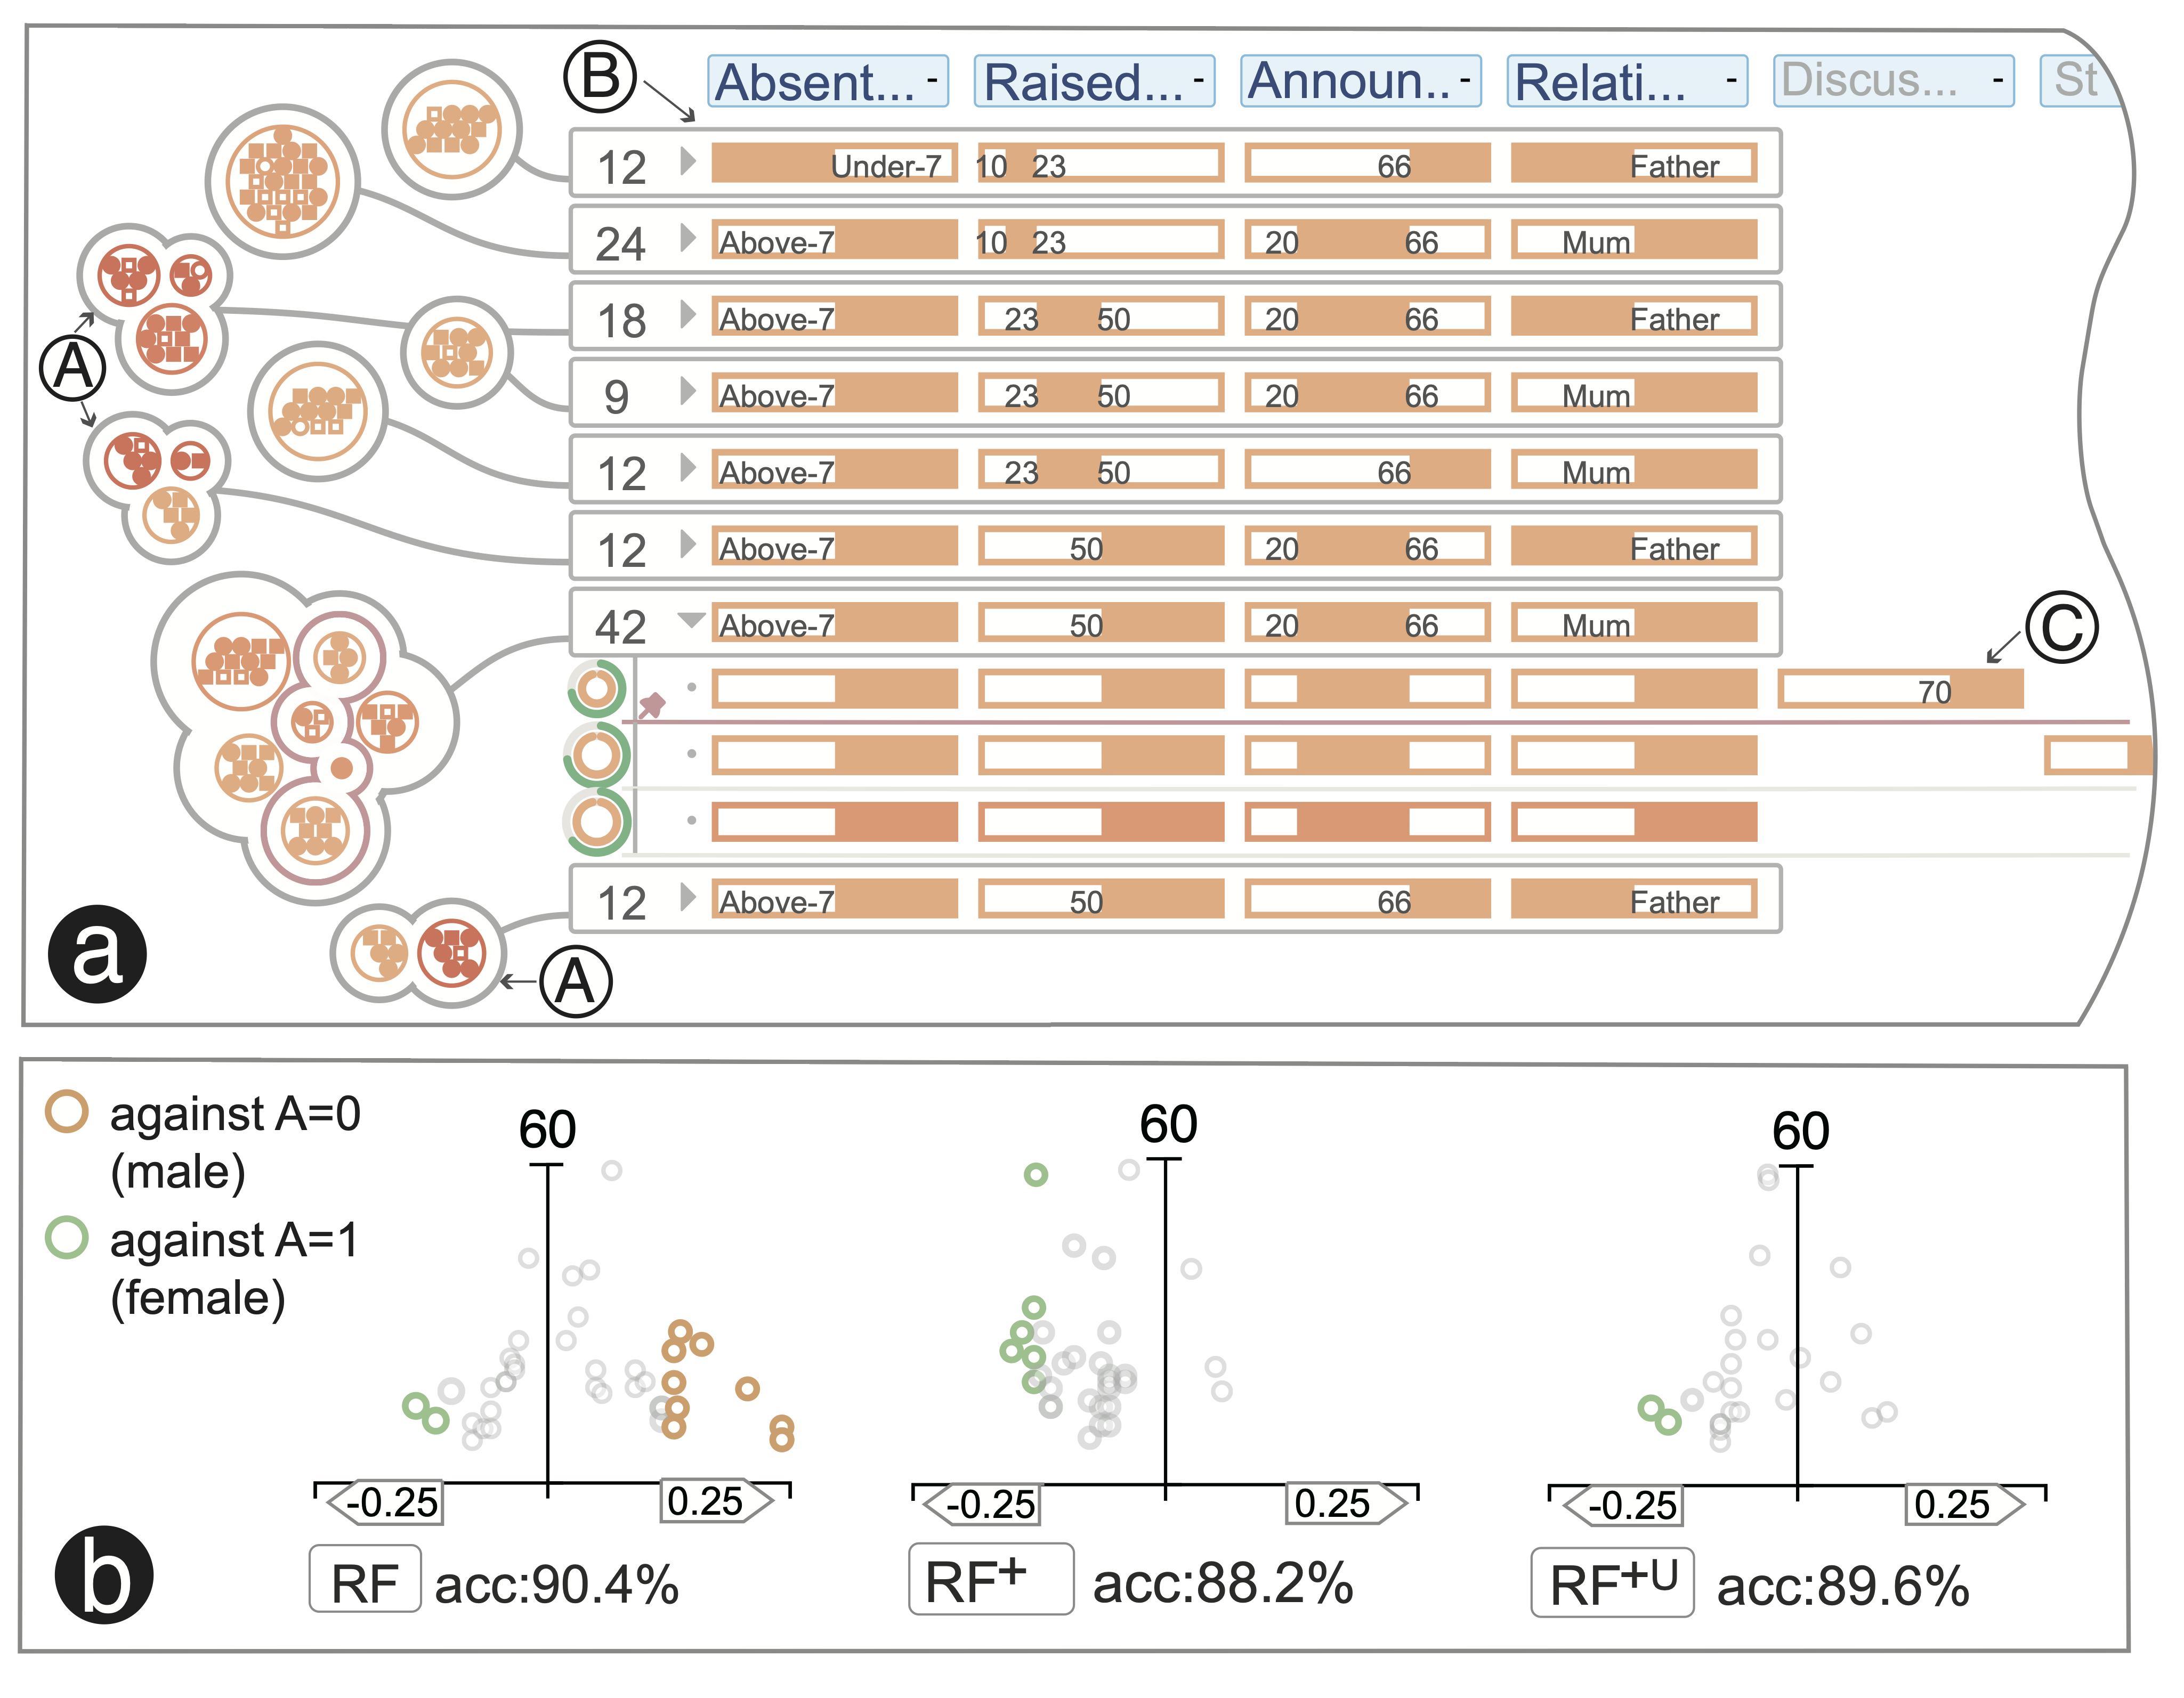 B Absent... - Raised... - Announ.. - Relati... - Discus... - St
12 Under-7 10 23 66 Father
24 Above-7 10 23 20 66 Mum
18 Above-7 23 50 20 66 Father
A
9 Above-7 23 50 20 66 Mum
12 Above-7 23 50 66 Mum
12 Above-7 50 20 66 Father
42 Above-7 50 20 66 Mum
C
70
12 Above-7 50 66 Father
a
A
against A=0
(male)
against A=1
(female)
60 60 60
-0.25 0.25 -0.25 0.25 -0.25 0.25
b
RF acc:90.4% RF+ acc:88.2% RF+U acc:89.6%